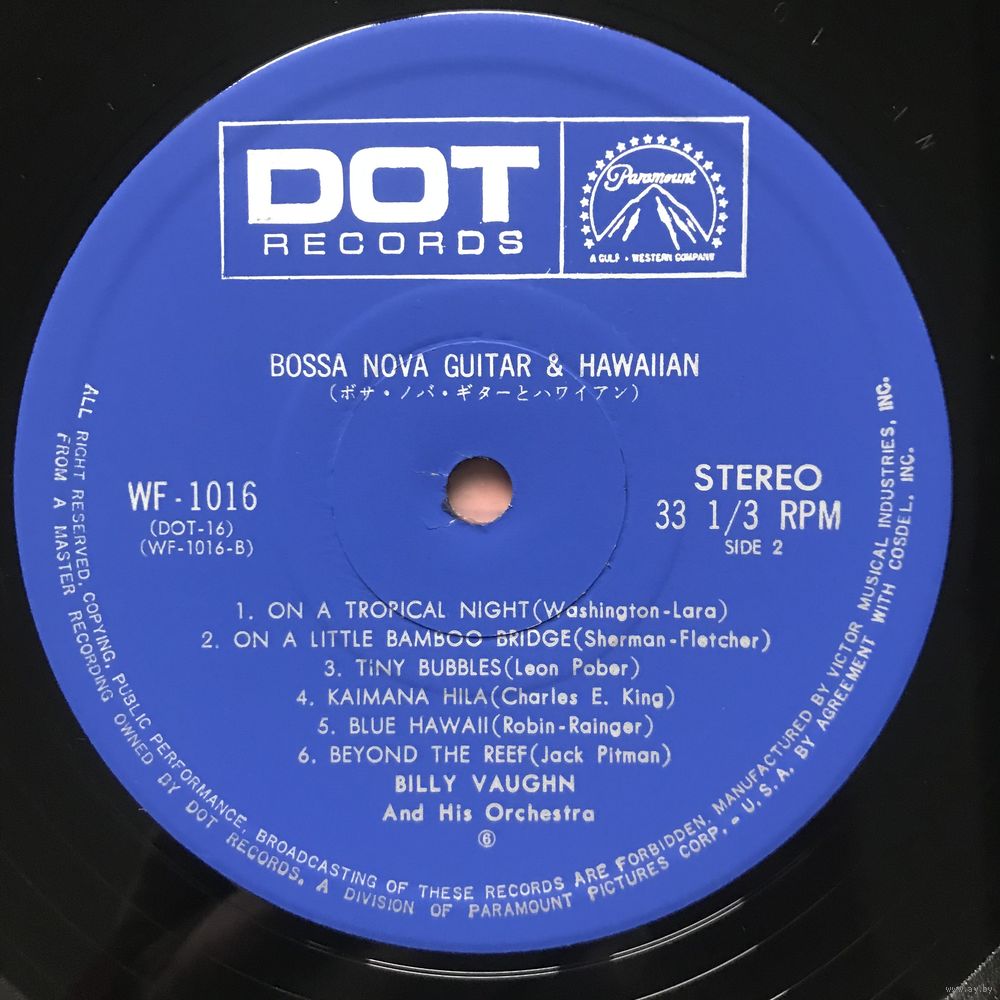 DOT
RECORDS
Paramount
A GULF + WESTERN COMPANY
BOSSA NOVA GUITAR & HAWAIIAN
(ボサ・ノバ・ギターとハワイアン)
WF-1016
(DOT-16)
(WF-1016-B)
STEREO
33 1/3 RPM
SIDE 2
1. ON A TROPICAL NIGHT(Washington-Lara)
2. ON A LITTLE BAMBOO BRIDGE(Sherman-Fletcher)
3. TiNY BUBBLES(Leon Pober)
4. KAIMANA HILA(Charles E. King)
5. BLUE HAWAII(Robin-Rainger)
6. BEYOND THE REEF(Jack Pitman)
BILLY VAUGHN
And His Orchestra
⑥
ALL RIGHT RESERVED, COPYING, PUBLIC PERFORMANCE, BROADCASTING OF THESE RECORDS ARE FORBIDDEN. MANUFACTURED BY VICTOR MUSICAL INDUSTRIES, INC.
FROM A MASTER RECORDING OWNED BY DOT RECORDS, A DIVISION OF PARAMOUNT PICTURES CORP. - U. S. A. BY AGREEMENT WITH COSDEL, INC.
www.ay.by